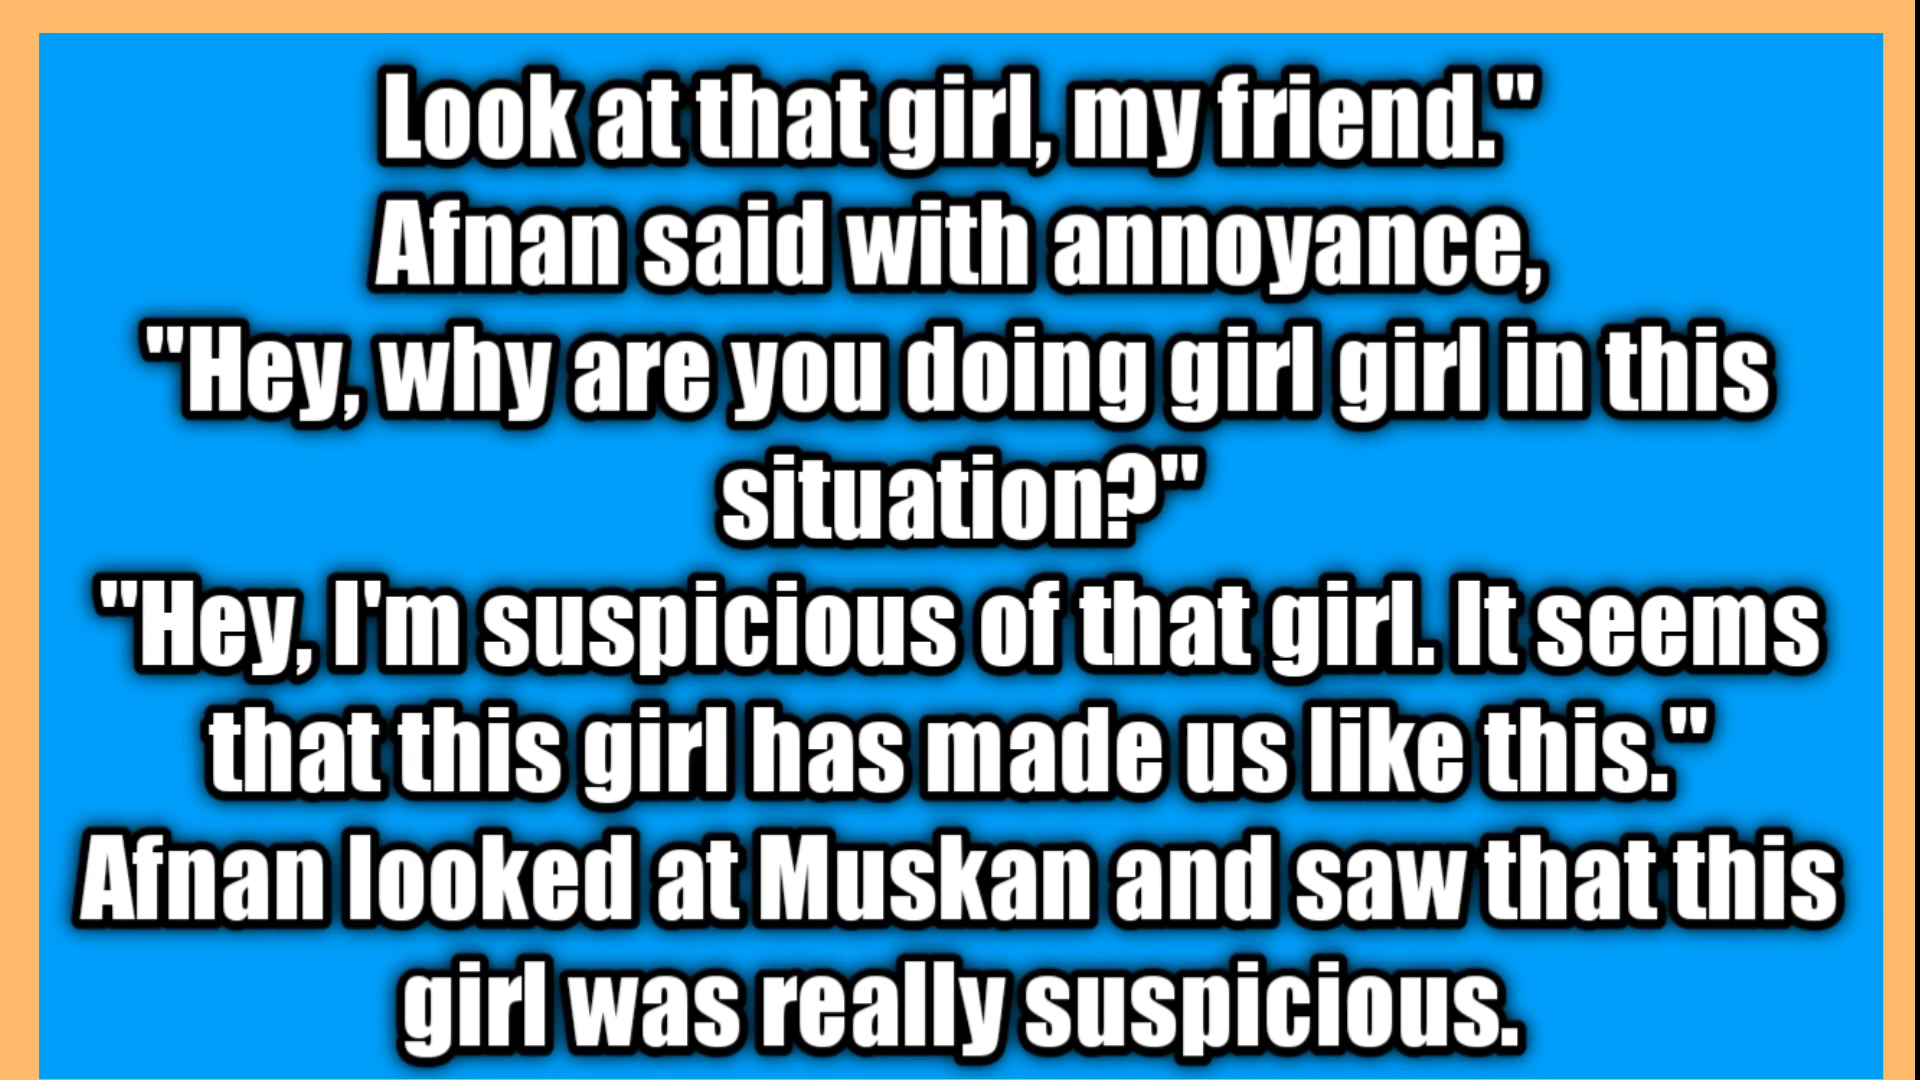 Look at that girl, my friend."
Afnan said with annoyance,
"Hey, why are you doing girl girl in this
situation?"
"Hey, I'm suspicious of that girl. It seems
that this girl has made us like this."
Afnan looked at Muskan and saw that this
girl was really suspicious.